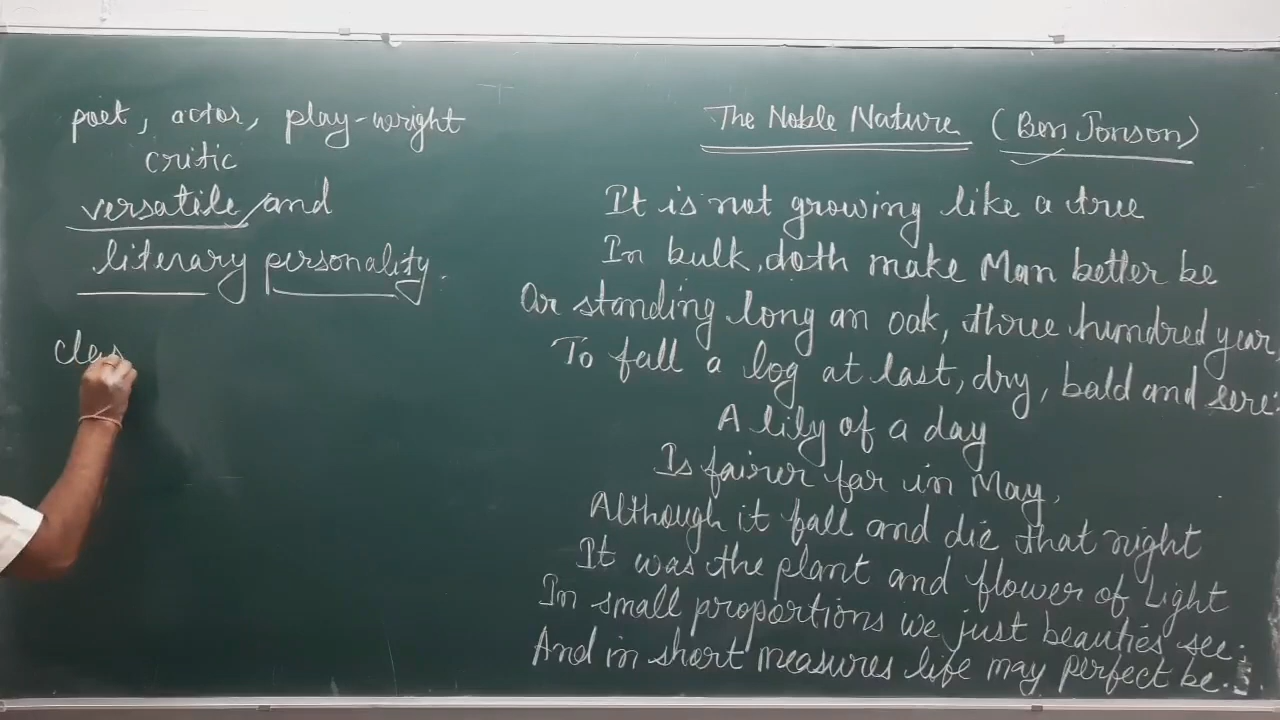 poet, actor, play-wright
critic
versatile and
literary personality.
The Noble Nature (Ben Jonson)
It is not growing like a tree
In bulk, doth make Man better be
Or standing long an oak, three hundred year
To fall a log at last, dry, bald and sere:
A lily of a day
Is fairer far in May,
Although it fall and die that night
It was the plant and flower of Light
In small proportions we just beauties see;
And in short measures life may perfect be.